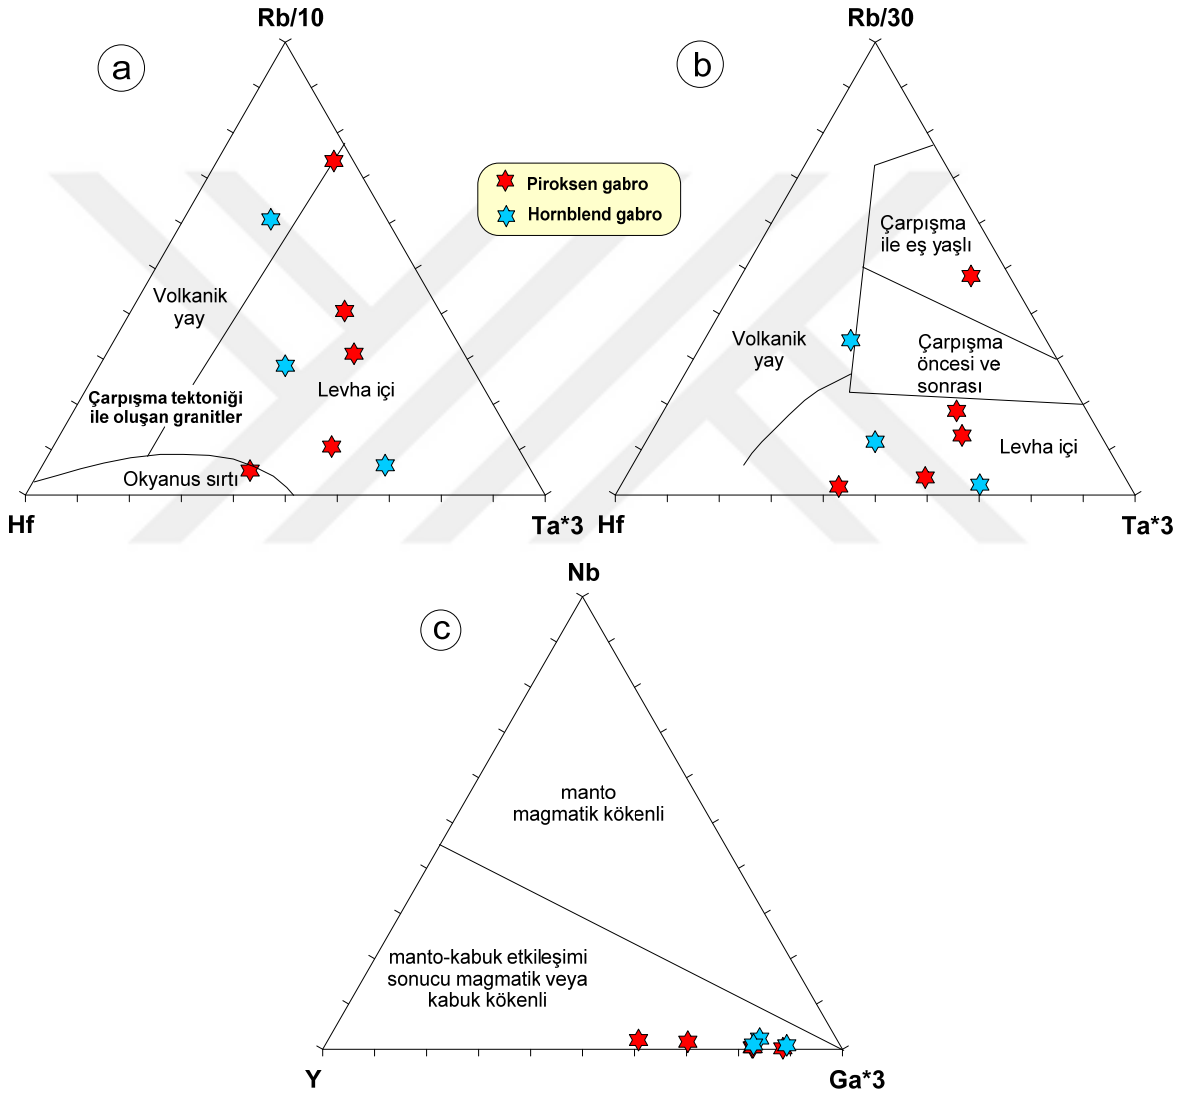 Rb/10
a
Volkanik
yay
Çarpışma tektoniği
ile oluşan granitler
Levha içi
Okyanus sırtı
Hf
Ta*3
Piroksen gabro
Hornblend gabro
Rb/30
b
Çarpışma
ile eş yaşlı
Volkanik
yay
Çarpışma
öncesi ve
sonrası
Levha içi
Hf
Ta*3
Nb
c
manto
magmatik kökenli
manto-kabuk etkileşimi
sonucu magmatik veya
kabuk kökenli
Y
Ga*3